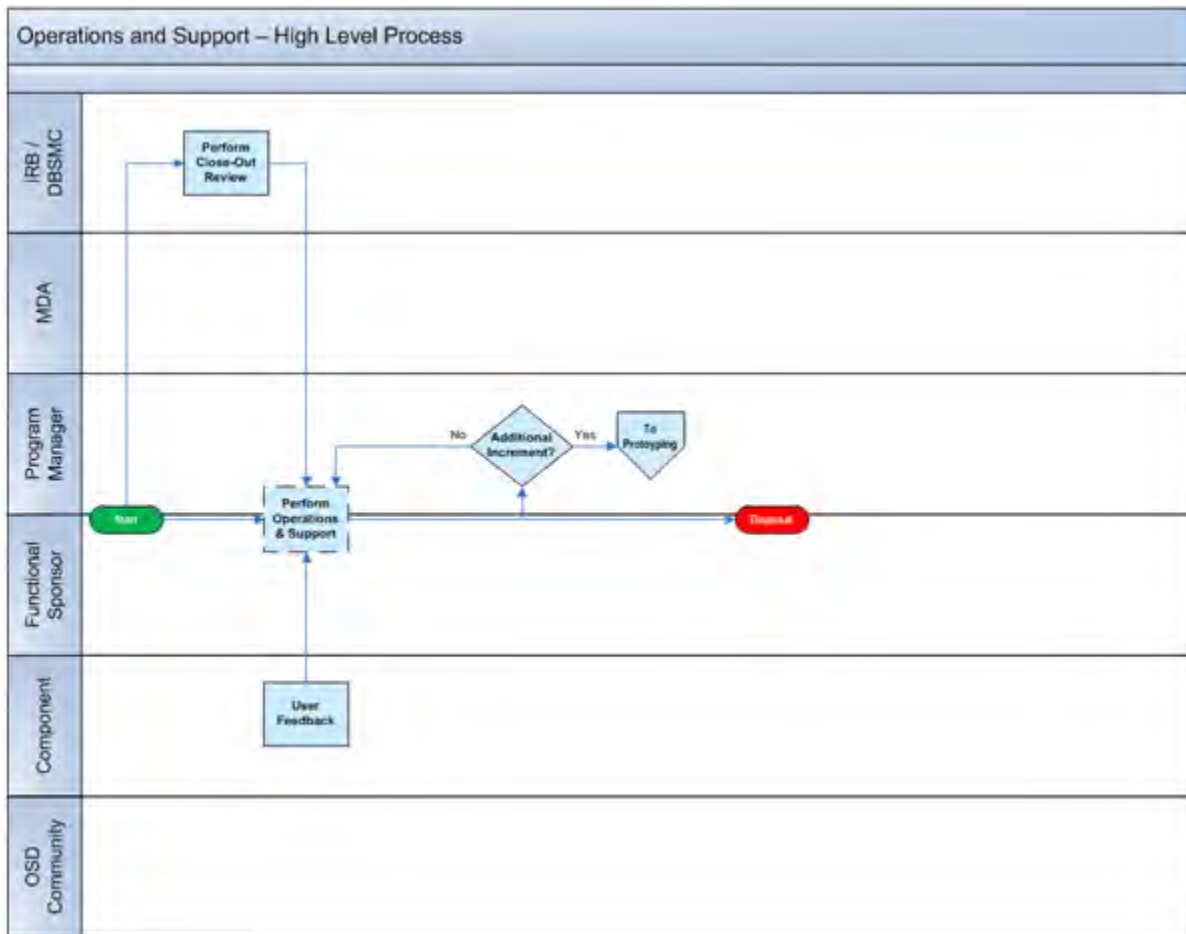 Operations and Support – High Level Process
IRB /
DBSMC
Perform
Close-Out
Review
MDA
Program
Manager
No
Additional
Increment?
Yes
To
Protoyping
Start
Perform
Operations
& Support
Disposal
Functional
Sponsor
Component
User
Feedback
OSD
Community